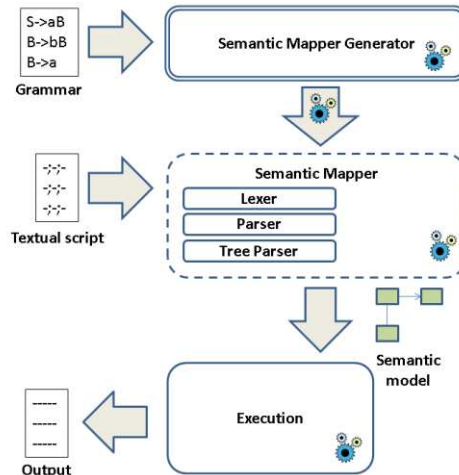 S->aB
B->bB
B->a
Grammar
Semantic Mapper Generator
-;-;-
-;-;-
-;-;-
Textual script
Semantic Mapper
Lexer
Parser
Tree Parser
Semantic
model
-----
-----
-----
Output
Execution